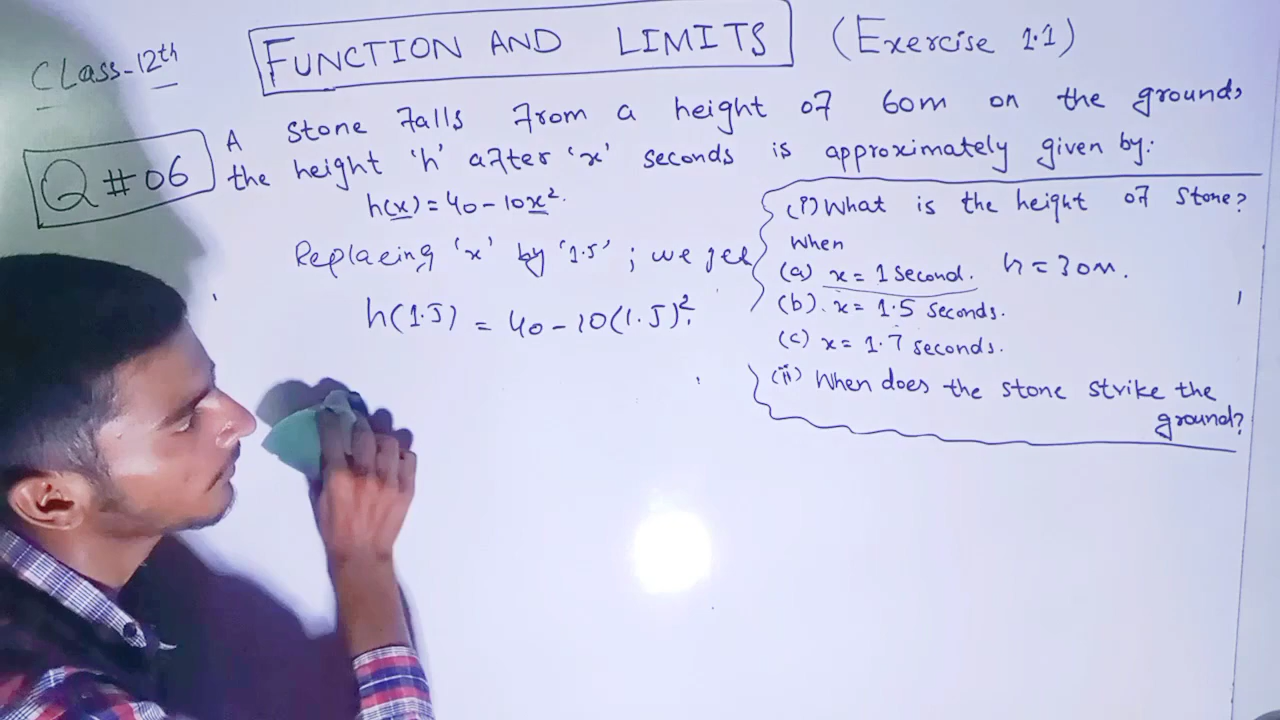 Class-12th
FUNCTION AND LIMITS
(Exercise 1.1)
Q # 06
A stone falls from a height of 60m on the ground,
the height 'h' after 'x' seconds is approximately given by:
h(x) = 40 - 10x².
Replacing 'x' by '1.5' ; we get
h(1.5) = 40 - 10(1.5)².
(i) What is the height of stone?
When
(a) x = 1 second. h = 30m.
(b). x = 1.5 seconds.
(c) x = 1.7 seconds.
(ii) When does the stone strike the
ground?